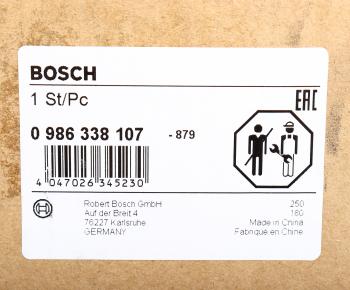 BOSCH
1 St/Pc
EAC
0 986 338 107 - 879
4 047026 345230
Robert Bosch GmbH 250
Auf der Breit 4 180
76227 Karlsruhe Made in China
GERMANY Fabriqué en Chine